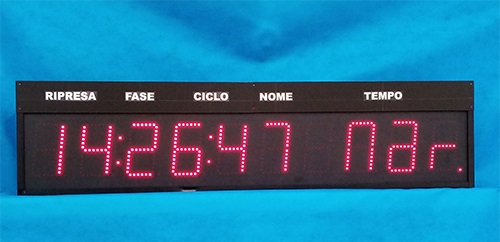 RIPRESA FASE CICLO NOME TEMPO
14:26:47 Mar.